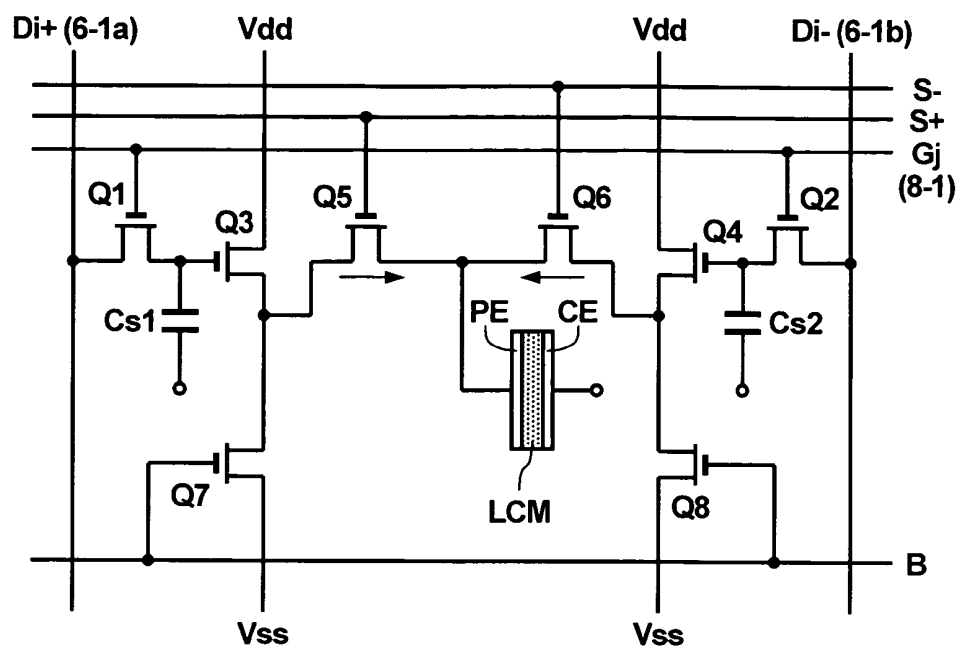 Di+ (6-1a)
Vdd
Vdd
Di- (6-1b)
S-
S+
Gj
(8-1)
Q1
Q3
Q5
Q6
Q4
Q2
Cs1
PE
CE
Cs2
Q7
LCM
Q8
B
Vss
Vss